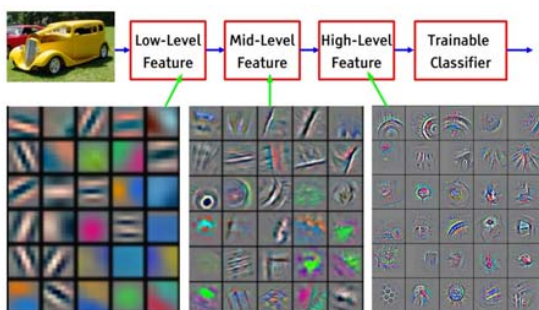 Low-Level
Feature
Mid-Level
Feature
High-Level
Feature
Trainable
Classifier